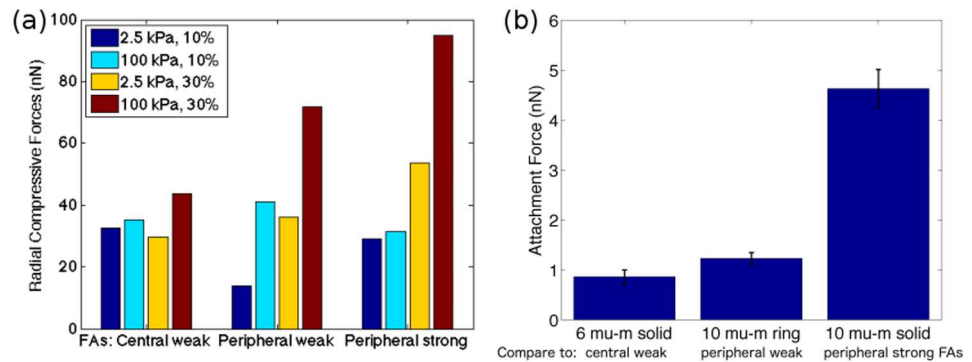 (a)
100
80
60
40
20
0
Radial Compressive Forces (nN)
2.5 kPa, 10%
100 kPa, 10%
2.5 kPa, 30%
100 kPa, 30%
FAs: Central weak Peripheral weak Peripheral strong
(b)
6
5
4
3
2
1
0
Attachment Force (nN)
6 mu-m solid 10 mu-m ring 10 mu-m solid
Compare to: central weak peripheral weak peripheral strong FAs